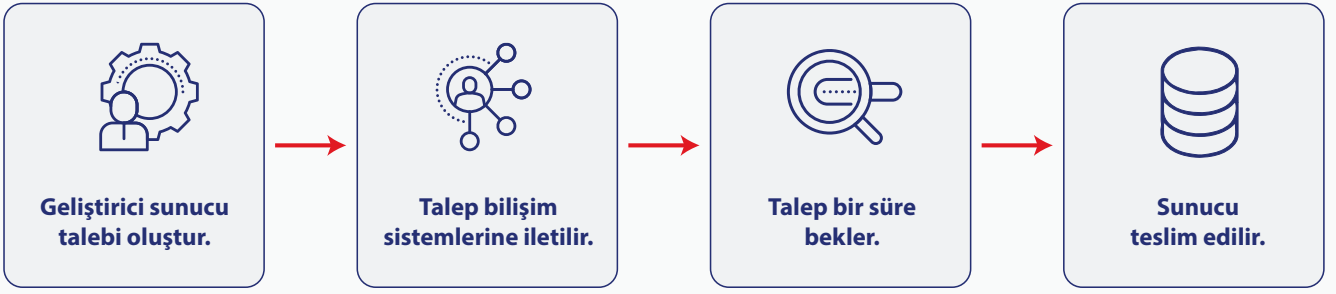 Geliştirici sunucu
talebi oluştur.
Talep bilişim
sistemlerine iletilir.
Talep bir süre
bekler.
Sunucu
teslim edilir.